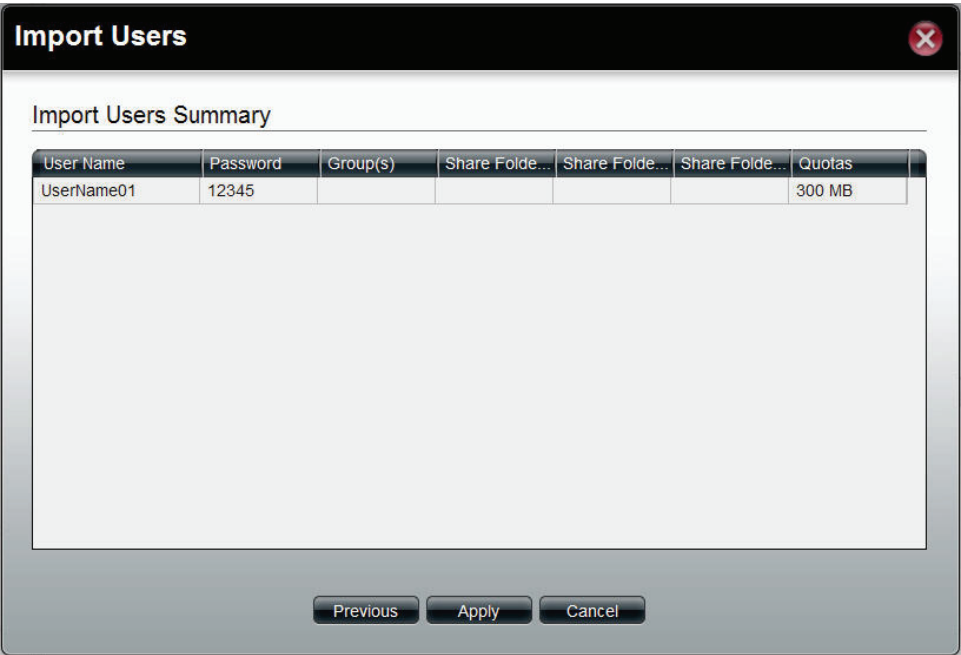 Import Users
Import Users Summary
User Name Password Group(s) Share Folde... Share Folde... Share Folde... Quotas
UserName01 12345 300 MB
Previous Apply Cancel